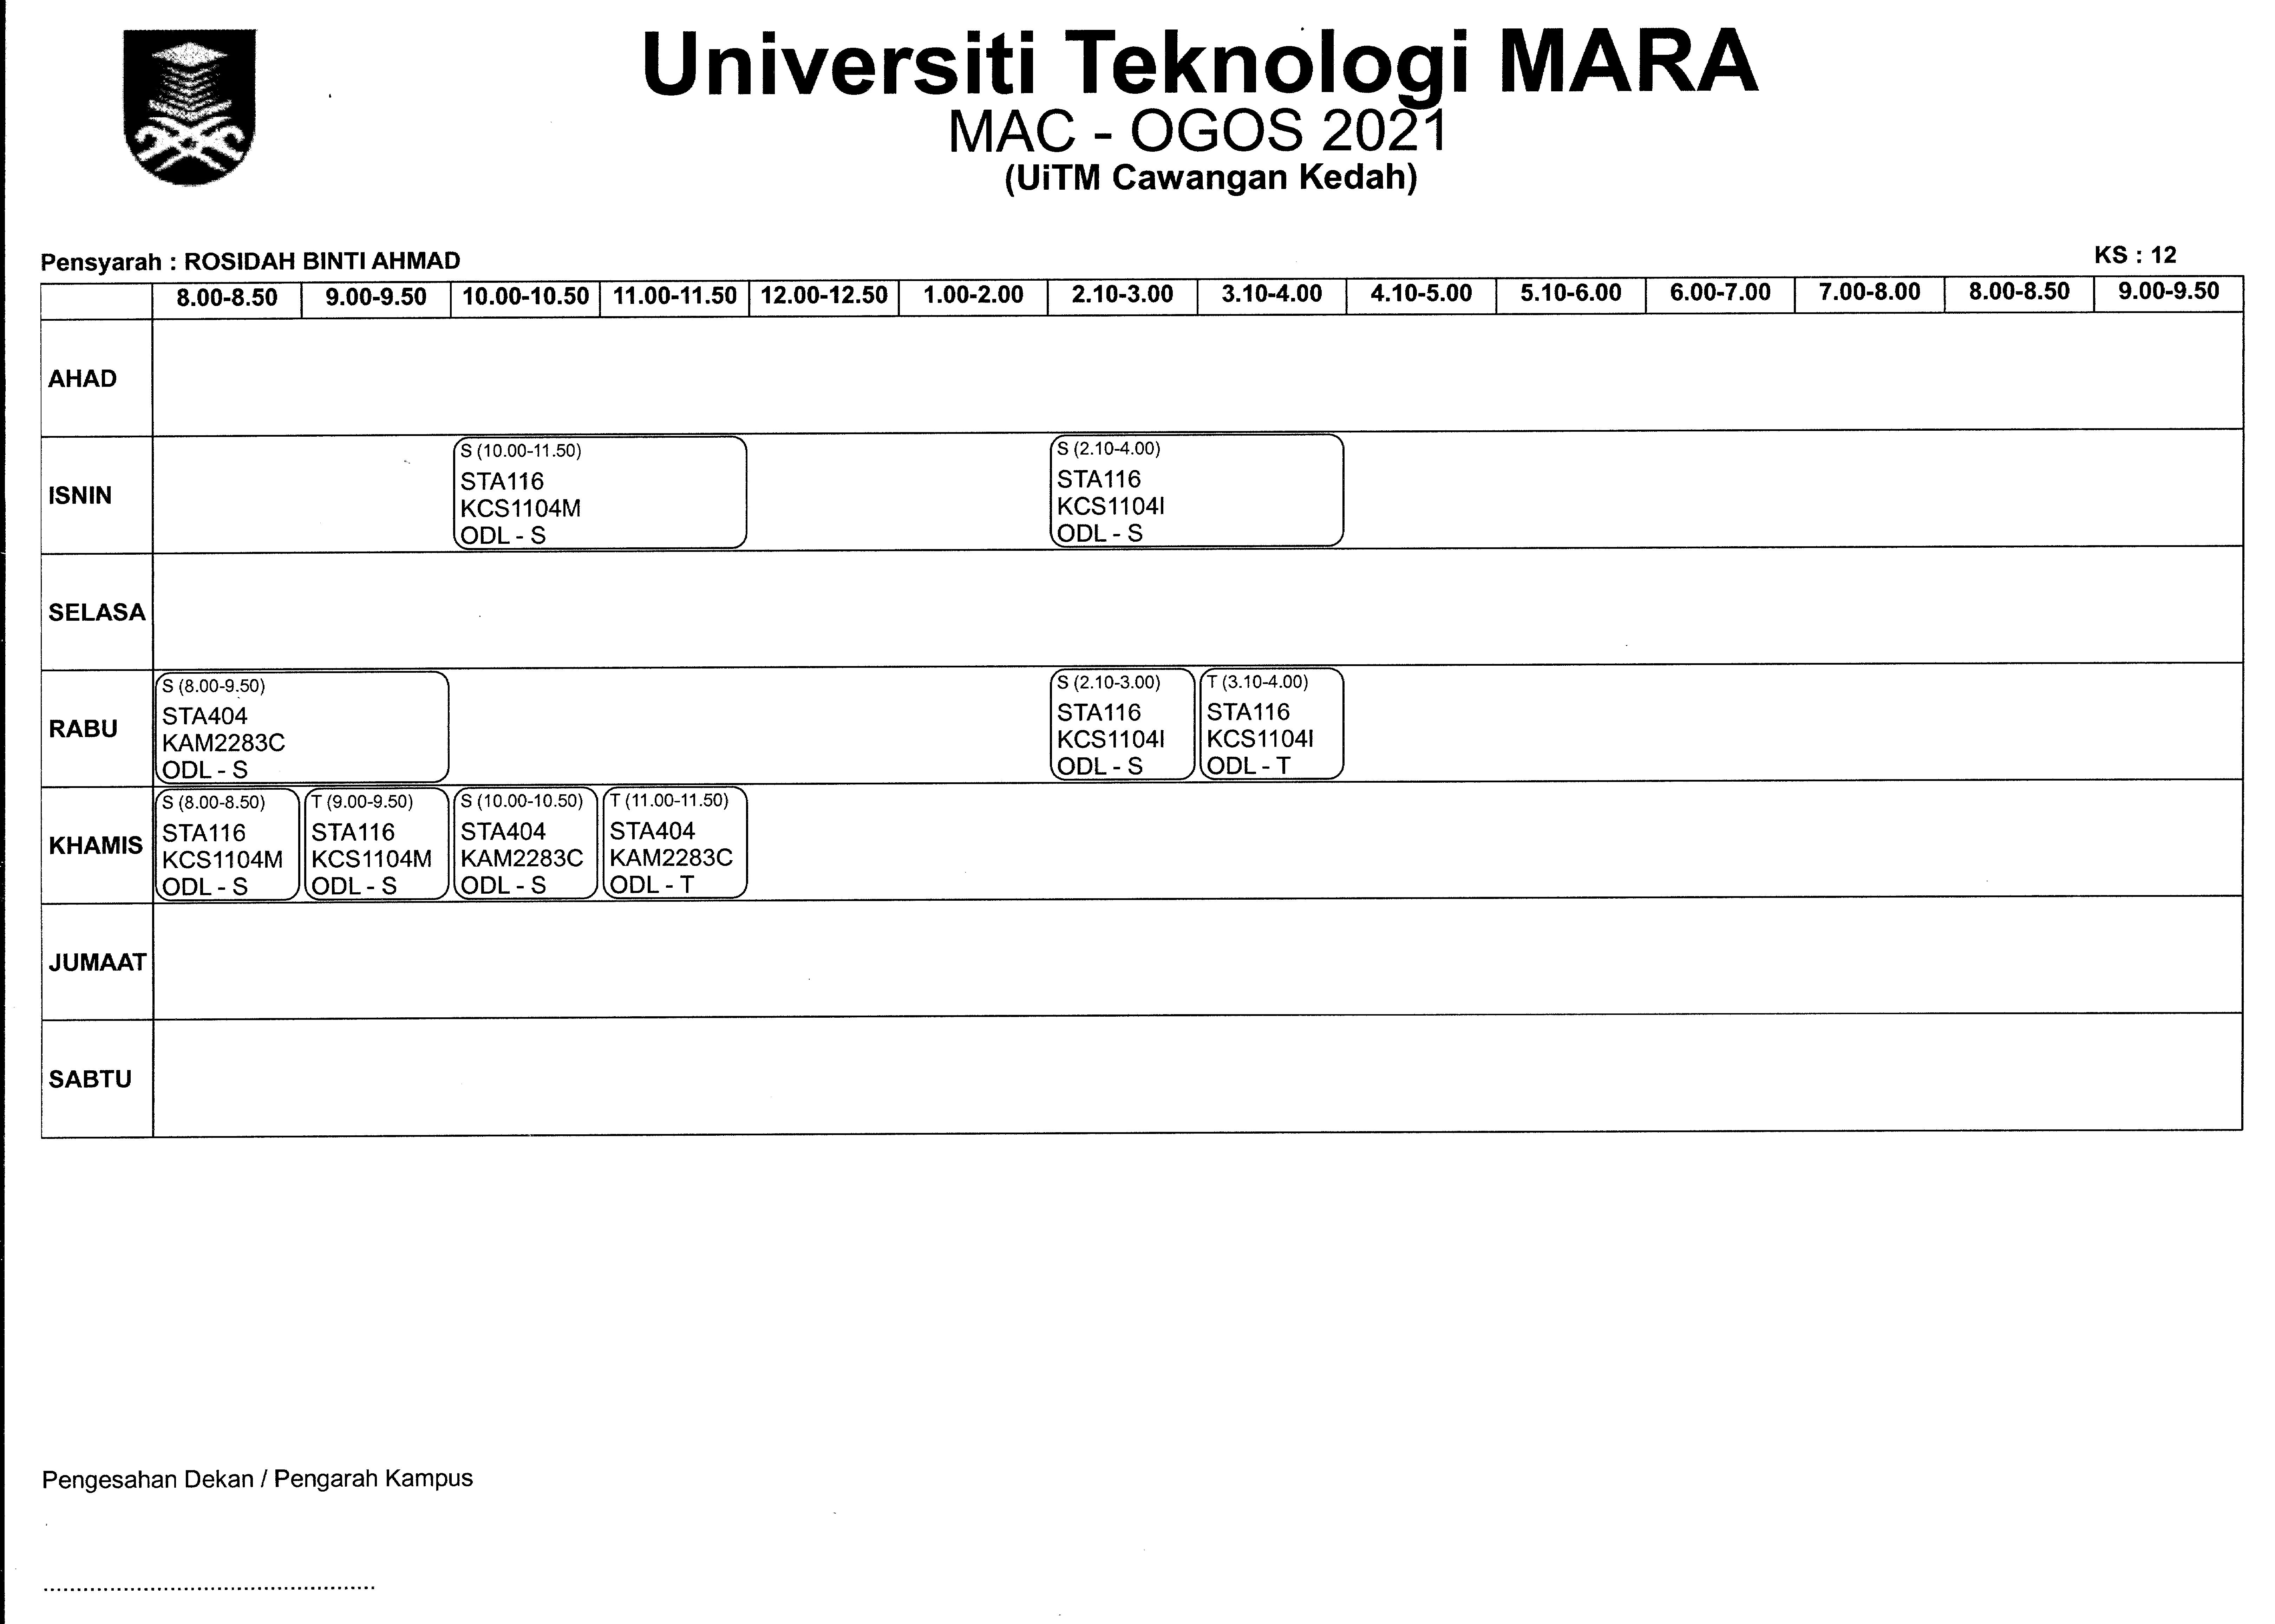 Universiti Teknologi MARA
MAC - OGOS 2021
(UiTM Cawangan Kedah)
Pensyarah : ROSIDAH BINTI AHMAD
KS : 12
8.00-8.50 9.00-9.50 10.00-10.50 11.00-11.50 12.00-12.50 1.00-2.00 2.10-3.00 3.10-4.00 4.10-5.00 5.10-6.00 6.00-7.00 7.00-8.00 8.00-8.50 9.00-9.50
AHAD
ISNIN
S (10.00-11.50)
STA116
KCS1104M
ODL - S
S (2.10-4.00)
STA116
KCS1104I
ODL - S
SELASA
RABU
S (8.00-9.50)
STA404
KAM2283C
ODL - S
S (2.10-3.00)
STA116
KCS1104I
ODL - S
T (3.10-4.00)
STA116
KCS1104I
ODL - T
KHAMIS
S (8.00-8.50)
STA116
KCS1104M
ODL - S
T (9.00-9.50)
STA116
KCS1104M
ODL - S
S (10.00-10.50)
STA404
KAM2283C
ODL - S
T (11.00-11.50)
STA404
KAM2283C
ODL - T
JUMAAT
SABTU
Pengesahan Dekan / Pengarah Kampus
..................................................